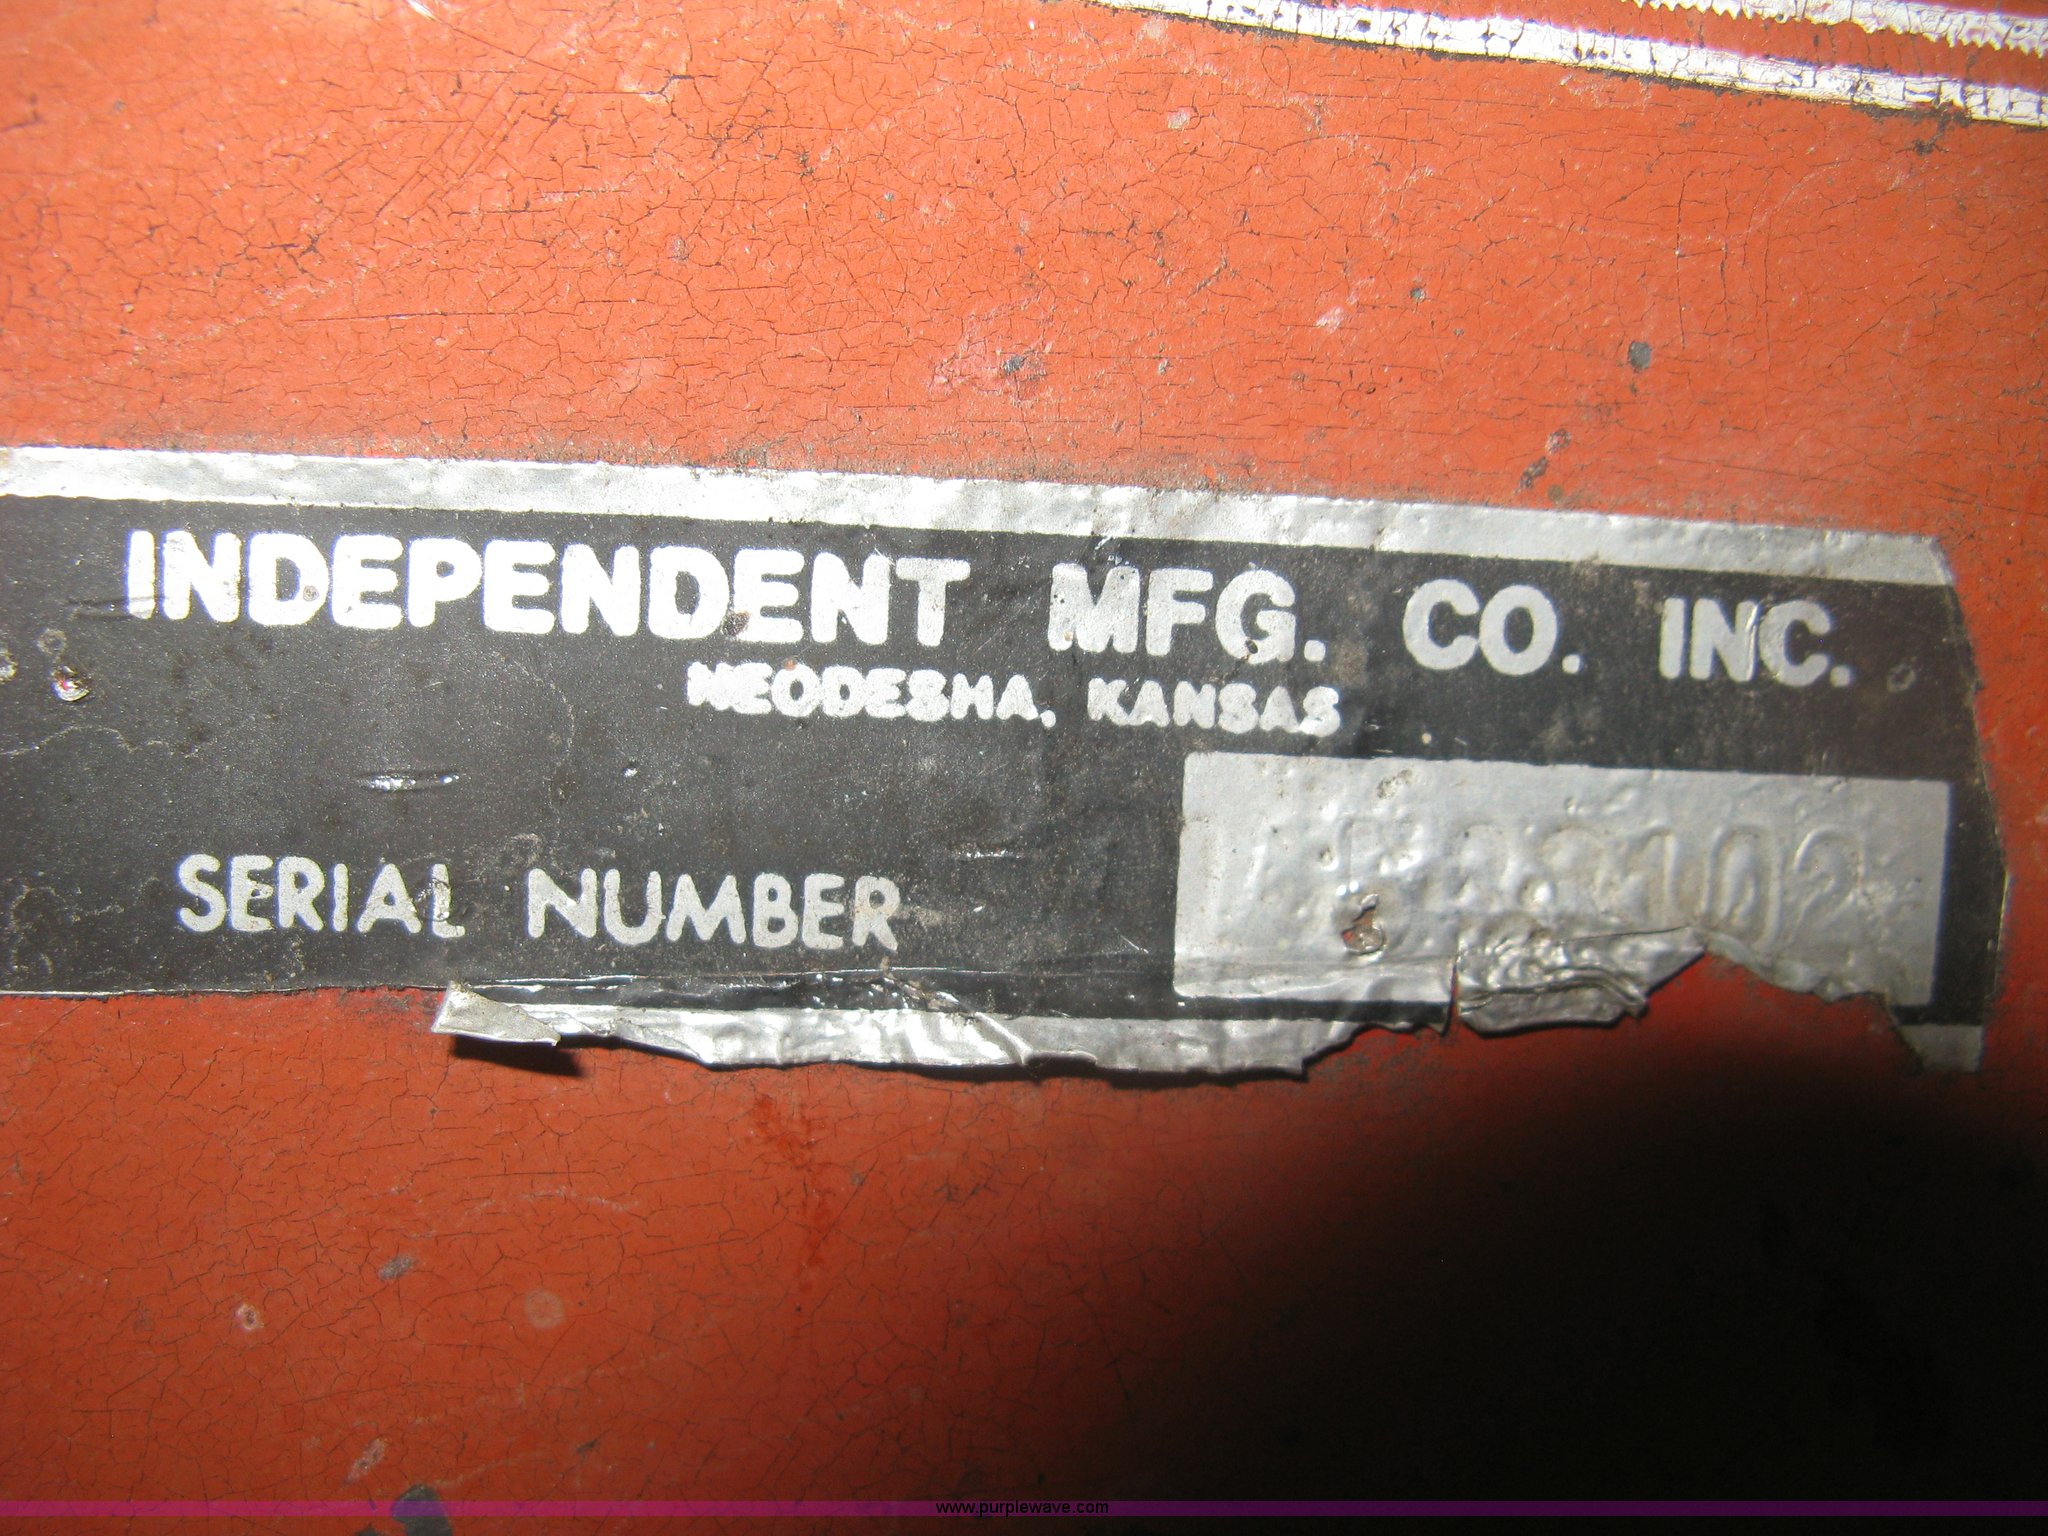 INDEPENDENT MFG. CO. INC.
NEODESHA, KANSAS
SERIAL NUMBER
www.purplewave.com